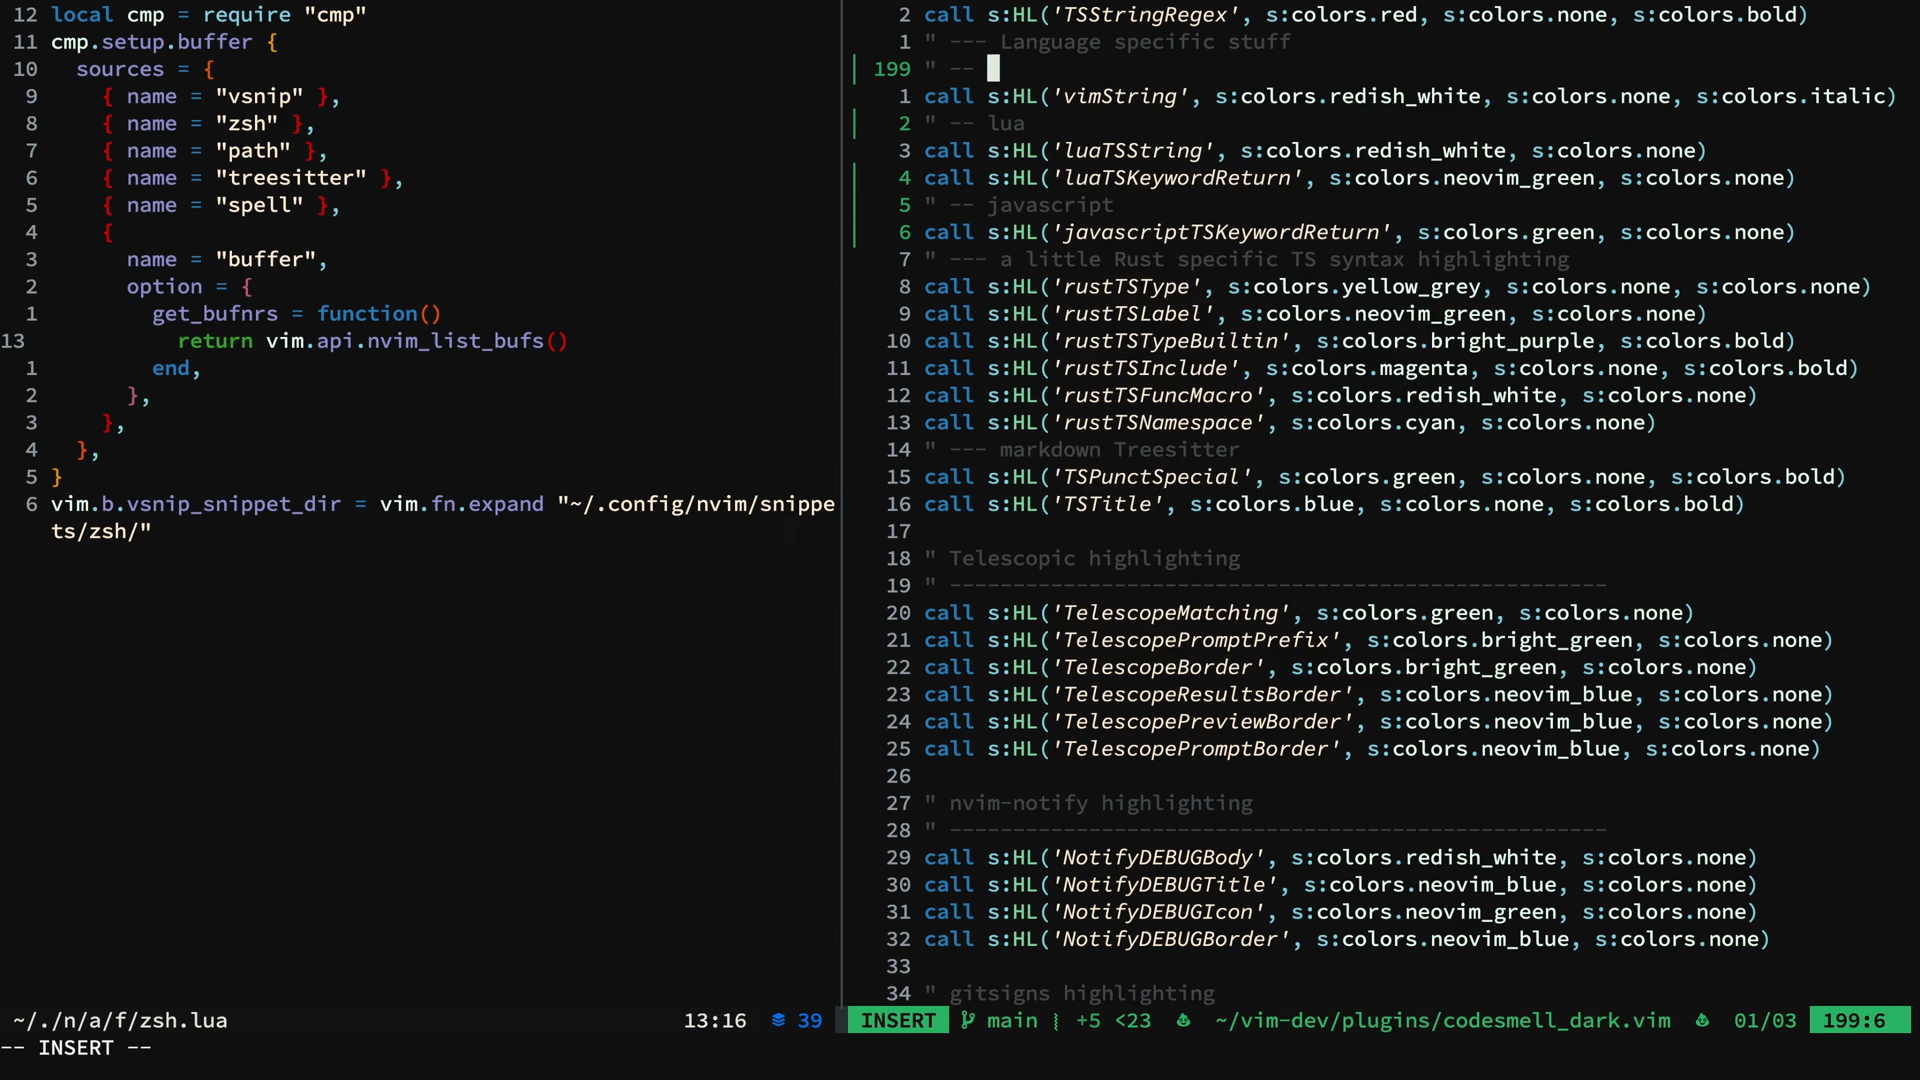 12 local cmp = require "cmp"
11 cmp.setup.buffer {
10   sources = {
9     { name = "vsnip" },
8     { name = "zsh" },
7     { name = "path" },
6     { name = "treesitter" },
5     { name = "spell" },
4     {
3       name = "buffer",
2       option = {
1         get_bufnrs = function()
13           return vim.api.nvim_list_bufs()
1         end,
2       },
3     },
4   },
5 }
6 vim.b.vsnip_snippet_dir = vim.fn.expand "~/.config/nvim/snippe
ts/zsh/"
~/./n/a/f/zsh.lua 13:16 39
-- INSERT --
2 call s:HL('TSStringRegex', s:colors.red, s:colors.none, s:colors.bold)
1 " --- Language specific stuff
199 " --
1 call s:HL('vimString', s:colors.redish_white, s:colors.none, s:colors.italic)
2 " -- lua
3 call s:HL('luaTSString', s:colors.redish_white, s:colors.none)
4 call s:HL('luaTSKeywordReturn', s:colors.neovim_green, s:colors.none)
5 " -- javascript
6 call s:HL('javascriptTSKeywordReturn', s:colors.green, s:colors.none)
7 " --- a little Rust specific TS syntax highlighting
8 call s:HL('rustTSType', s:colors.yellow_grey, s:colors.none, s:colors.none)
9 call s:HL('rustTSLabel', s:colors.neovim_green, s:colors.none)
10 call s:HL('rustTSTypeBuiltin', s:colors.bright_purple, s:colors.bold)
11 call s:HL('rustTSInclude', s:colors.magenta, s:colors.none, s:colors.bold)
12 call s:HL('rustTSFuncMacro', s:colors.redish_white, s:colors.none)
13 call s:HL('rustTSNamespace', s:colors.cyan, s:colors.none)
14 " --- markdown Treesitter
15 call s:HL('TSPunctSpecial', s:colors.green, s:colors.none, s:colors.bold)
16 call s:HL('TSTitle', s:colors.blue, s:colors.none, s:colors.bold)
17
18 " Telescopic highlighting
19 " ----------------------------------------------------
20 call s:HL('TelescopeMatching', s:colors.green, s:colors.none)
21 call s:HL('TelescopePromptPrefix', s:colors.bright_green, s:colors.none)
22 call s:HL('TelescopeBorder', s:colors.bright_green, s:colors.none)
23 call s:HL('TelescopeResultsBorder', s:colors.neovim_blue, s:colors.none)
24 call s:HL('TelescopePreviewBorder', s:colors.neovim_blue, s:colors.none)
25 call s:HL('TelescopePromptBorder', s:colors.neovim_blue, s:colors.none)
26
27 " nvim-notify highlighting
28 " ----------------------------------------------------
29 call s:HL('NotifyDEBUGBody', s:colors.redish_white, s:colors.none)
30 call s:HL('NotifyDEBUGTitle', s:colors.neovim_blue, s:colors.none)
31 call s:HL('NotifyDEBUGIcon', s:colors.neovim_green, s:colors.none)
32 call s:HL('NotifyDEBUGBorder', s:colors.neovim_blue, s:colors.none)
33
34 " gitsigns highlighting
INSERT main +5 <23 ~/vim-dev/plugins/codesmell_dark.vim 01/03 199:6